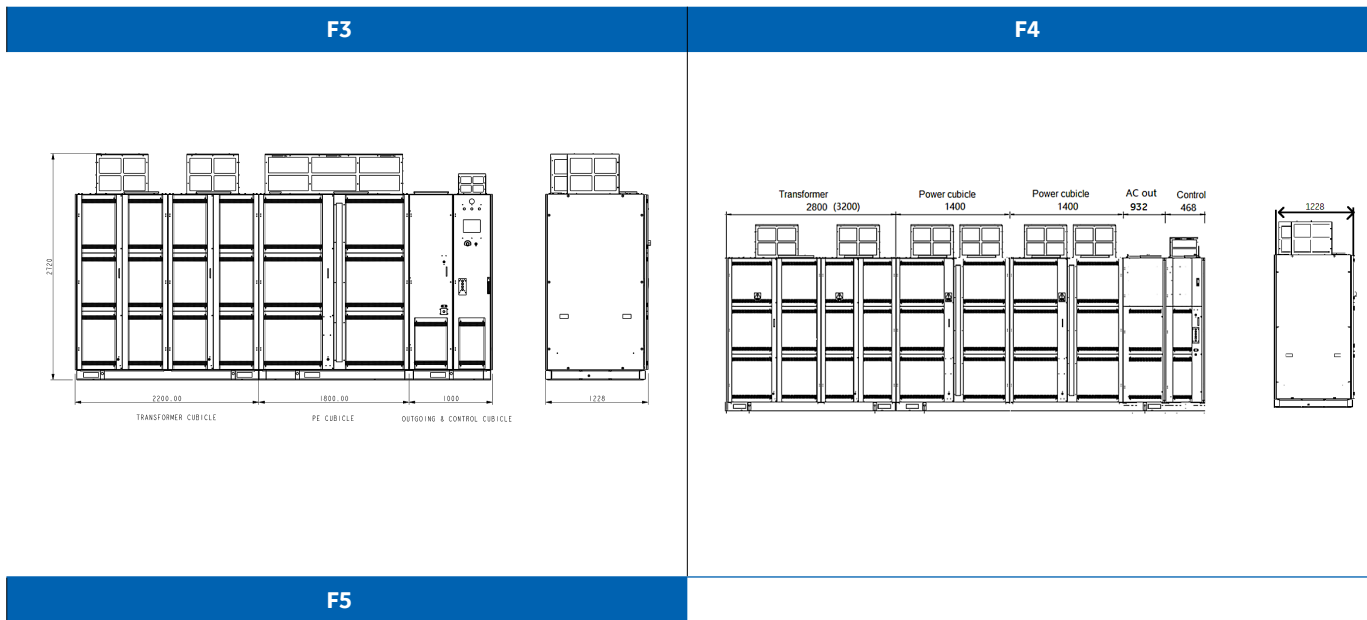 F3
F4
2720
2200.00
1800.00
1000
1228
TRANSFORMER CUBICLE
PE CUBICLE
OUTGOING & CONTROL CUBICLE
Transformer
Power cubicle
Power cubicle
AC out
Control
2800 (3200)
1400
1400
932
468
1228
F5